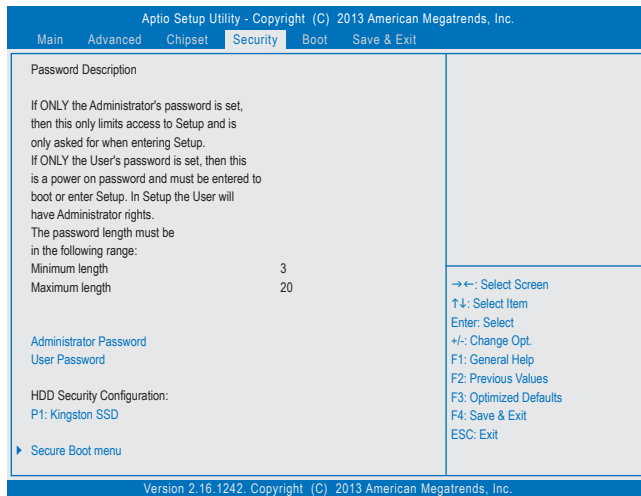 Aptio Setup Utility - Copyright (C) 2013 American Megatrends, Inc.
Main Advanced Chipset Security Boot Save & Exit
Password Description
If ONLY the Administrator's password is set,
then this only limits access to Setup and is
only asked for when entering Setup.
If ONLY the User's password is set, then this
is a power on password and must be entered to
boot or enter Setup. In Setup the User will
have Administrator rights.
The password length must be
in the following range:
Minimum length 3
Maximum length 20
Administrator Password
User Password
HDD Security Configuration:
P1: Kingston SSD
Secure Boot menu
→←: Select Screen
↑↓: Select Item
Enter: Select
+/-: Change Opt.
F1: General Help
F2: Previous Values
F3: Optimized Defaults
F4: Save & Exit
ESC: Exit
Version 2.16.1242. Copyright (C) 2013 American Megatrends, Inc.